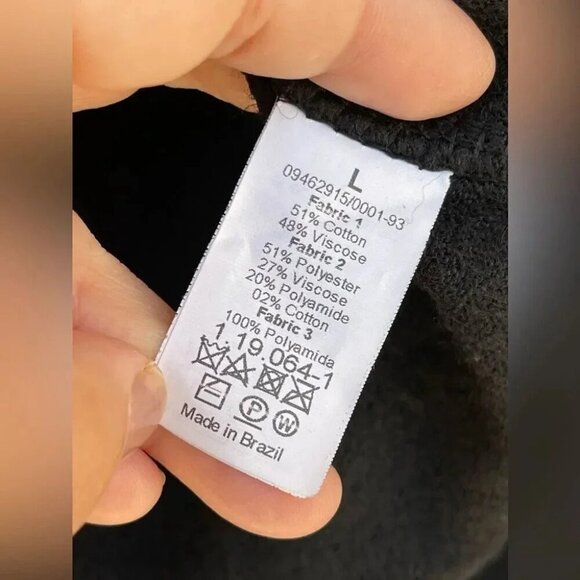 L
09462915/0001-93
Fabric 1
51% Cotton
48% Viscose
Fabric 2
51% Polyester
27% Viscose
20% Polyamide
02% Cotton
Fabric 3
100% Polyamida
1.19.064-1
P W
Made in Brazil